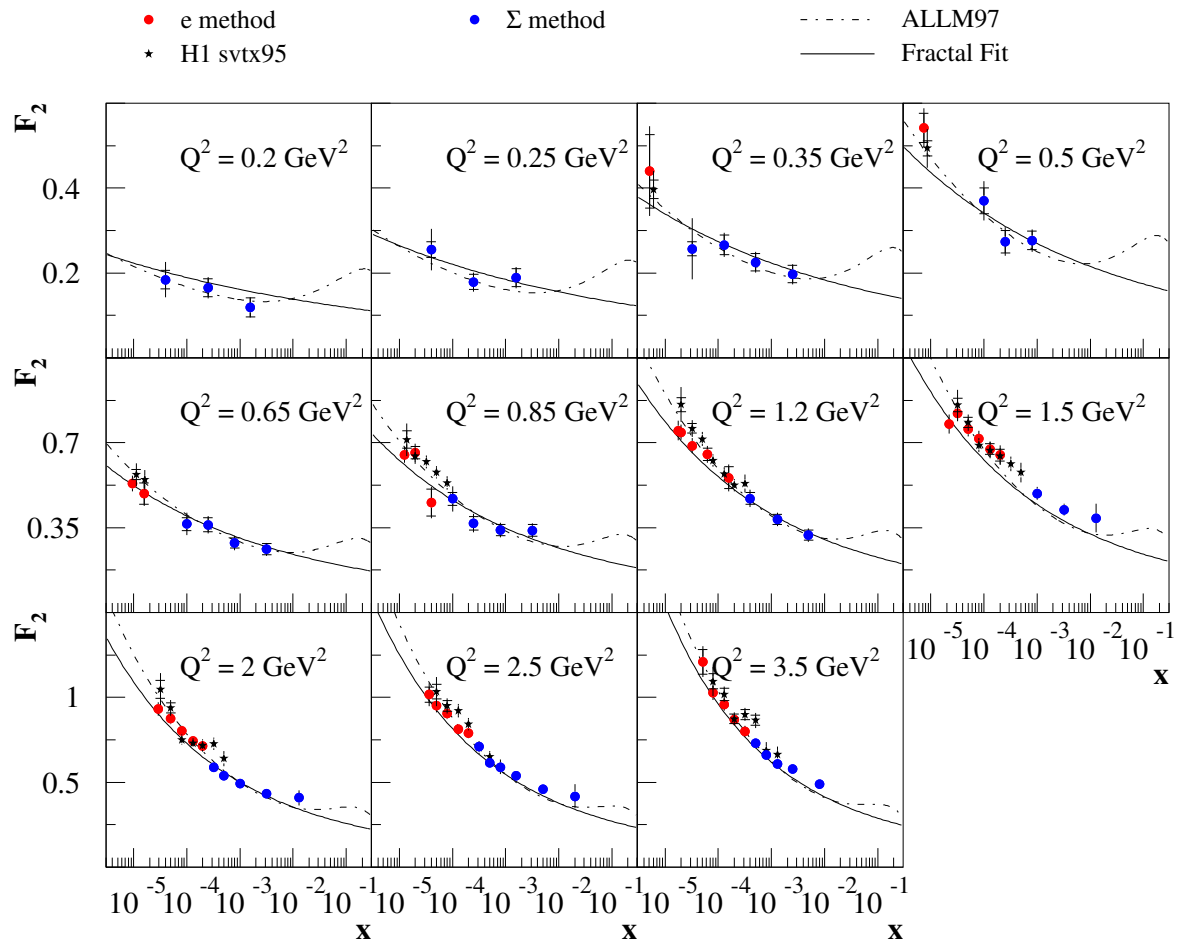 e method
Σ method
ALLM97
H1 svtx95
Fractal Fit
F2
Q² = 0.2 GeV²
Q² = 0.25 GeV²
Q² = 0.35 GeV²
Q² = 0.5 GeV²
0.4
0.2
Q² = 0.65 GeV²
Q² = 0.85 GeV²
Q² = 1.2 GeV²
Q² = 1.5 GeV²
0.7
0.35
F2
Q² = 2 GeV²
Q² = 2.5 GeV²
Q² = 3.5 GeV²
10⁻⁵ 10⁻⁴ 10⁻³ 10⁻² 10⁻¹
x
1
0.5
10⁻⁵ 10⁻⁴ 10⁻³ 10⁻² 10⁻¹
10⁻⁵ 10⁻⁴ 10⁻³ 10⁻² 10⁻¹
10⁻⁵ 10⁻⁴ 10⁻³ 10⁻² 10⁻¹
x
x
x